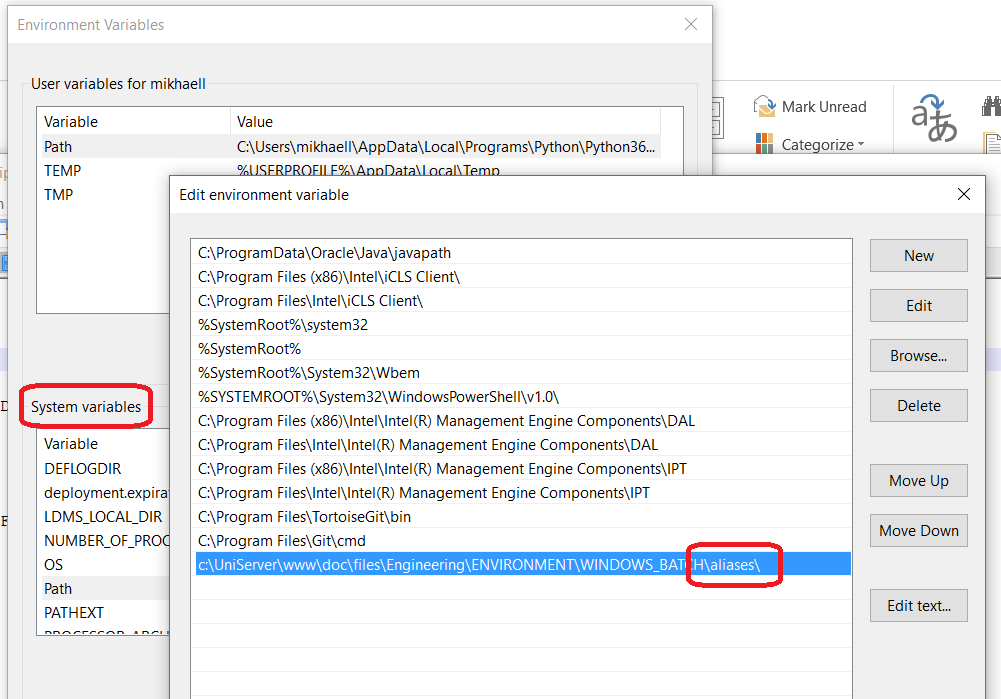 Environment Variables
User variables for mikhaell
Variable Value
Path C:\Users\mikhaell\AppData\Local\Programs\Python\Python36...
TEMP %USERPROFILE%\AppData\Local\Temp
TMP
Mark Unread
Categorize
aあ
Edit environment variable
C:\ProgramData\Oracle\Java\javapath
C:\Program Files (x86)\Intel\iCLS Client\
C:\Program Files\Intel\iCLS Client\
%SystemRoot%\system32
%SystemRoot%
%SystemRoot%\System32\Wbem
%SYSTEMROOT%\System32\WindowsPowerShell\v1.0\
C:\Program Files (x86)\Intel\Intel(R) Management Engine Components\DAL
C:\Program Files\Intel\Intel(R) Management Engine Components\DAL
C:\Program Files (x86)\Intel\Intel(R) Management Engine Components\IPT
C:\Program Files\Intel\Intel(R) Management Engine Components\IPT
C:\Program Files\TortoiseGit\bin
C:\Program Files\Git\cmd
c:\UniServer\www\doc\files\Engineering\ENVIRONMENT\WINDOWS_BATCH\aliases\
New
Edit
Browse...
Delete
Move Up
Move Down
Edit text...
System variables
Variable
DEFLOGDIR
deployment.expira
LDMS_LOCAL_DIR
NUMBER_OF_PROC
OS
Path
PATHEXT
PROCESSOR_ARCH